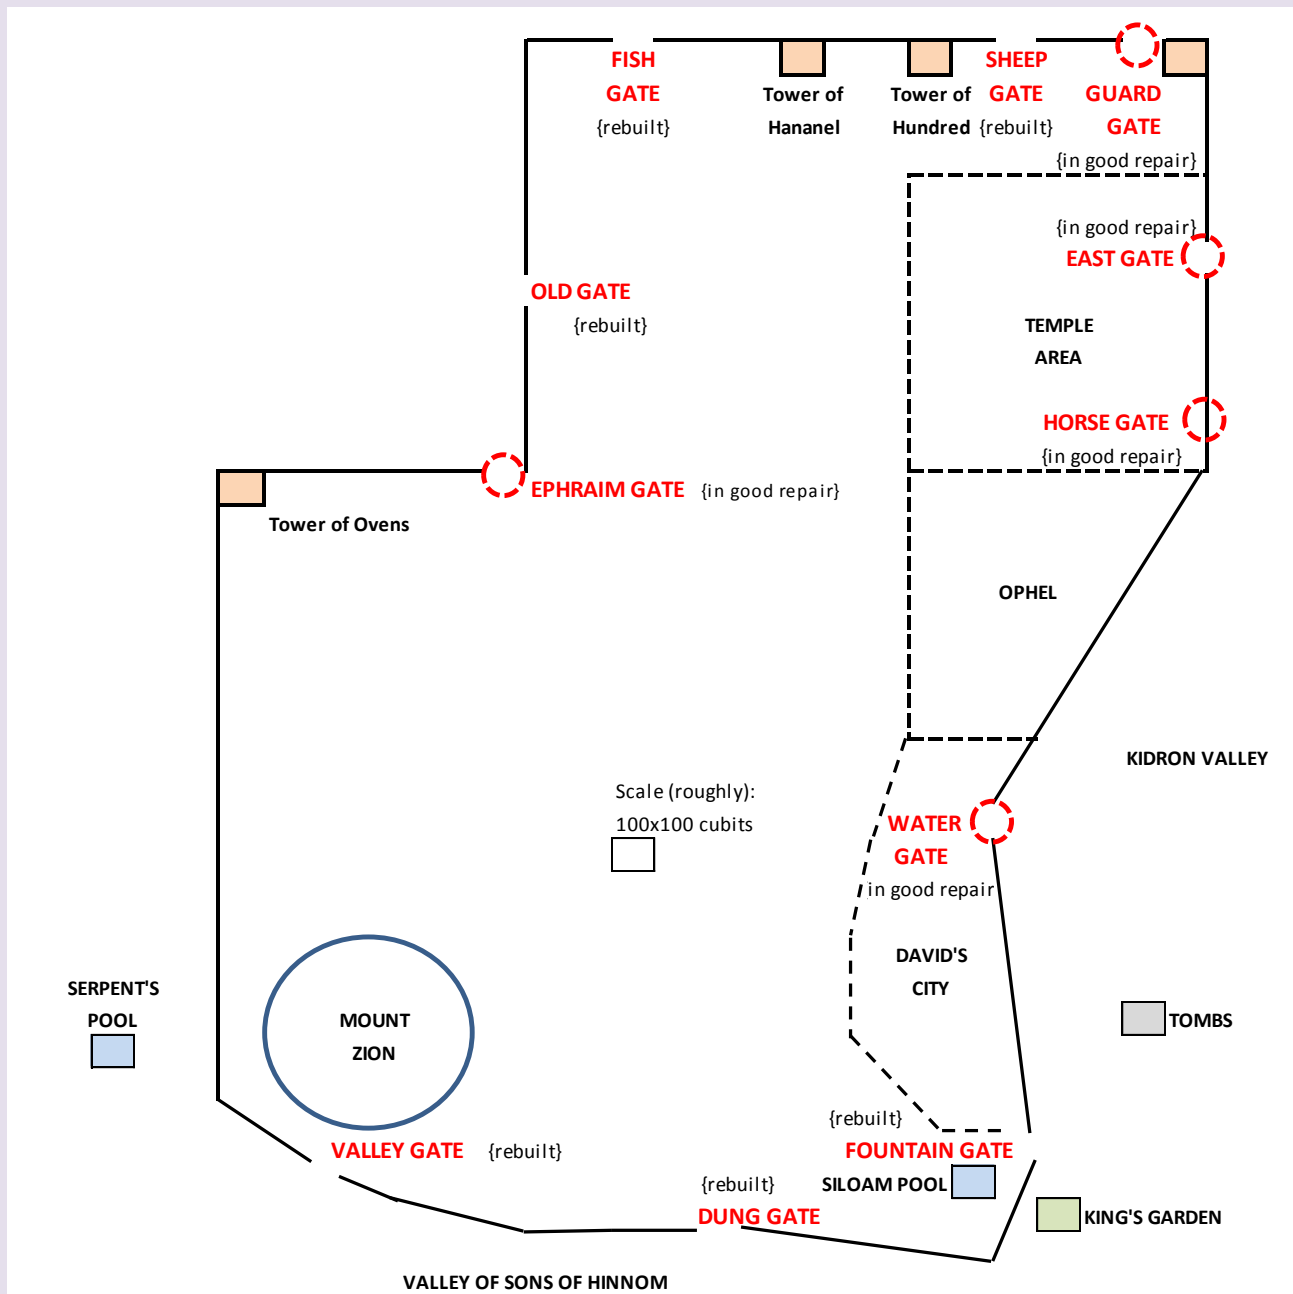 FISH
GATE
{rebuilt}
Tower of
Hananel
Tower of
Hundred
SHEEP
GATE
{rebuilt}
GUARD
GATE
{in good repair}
{in good repair}
EAST GATE
OLD GATE
{rebuilt}
TEMPLE
AREA
HORSE GATE
{in good repair}
EPHRAIM GATE {in good repair}
Tower of Ovens
OPHEL
KIDRON VALLEY
Scale (roughly):
100x100 cubits
WATER
GATE
in good repair
DAVID'S
CITY
SERPENT'S
POOL
MOUNT
ZION
TOMBS
{rebuilt}
FOUNTAIN GATE
VALLEY GATE {rebuilt}
SILOAM POOL
{rebuilt}
DUNG GATE
KING'S GARDEN
VALLEY OF SONS OF HINNOM